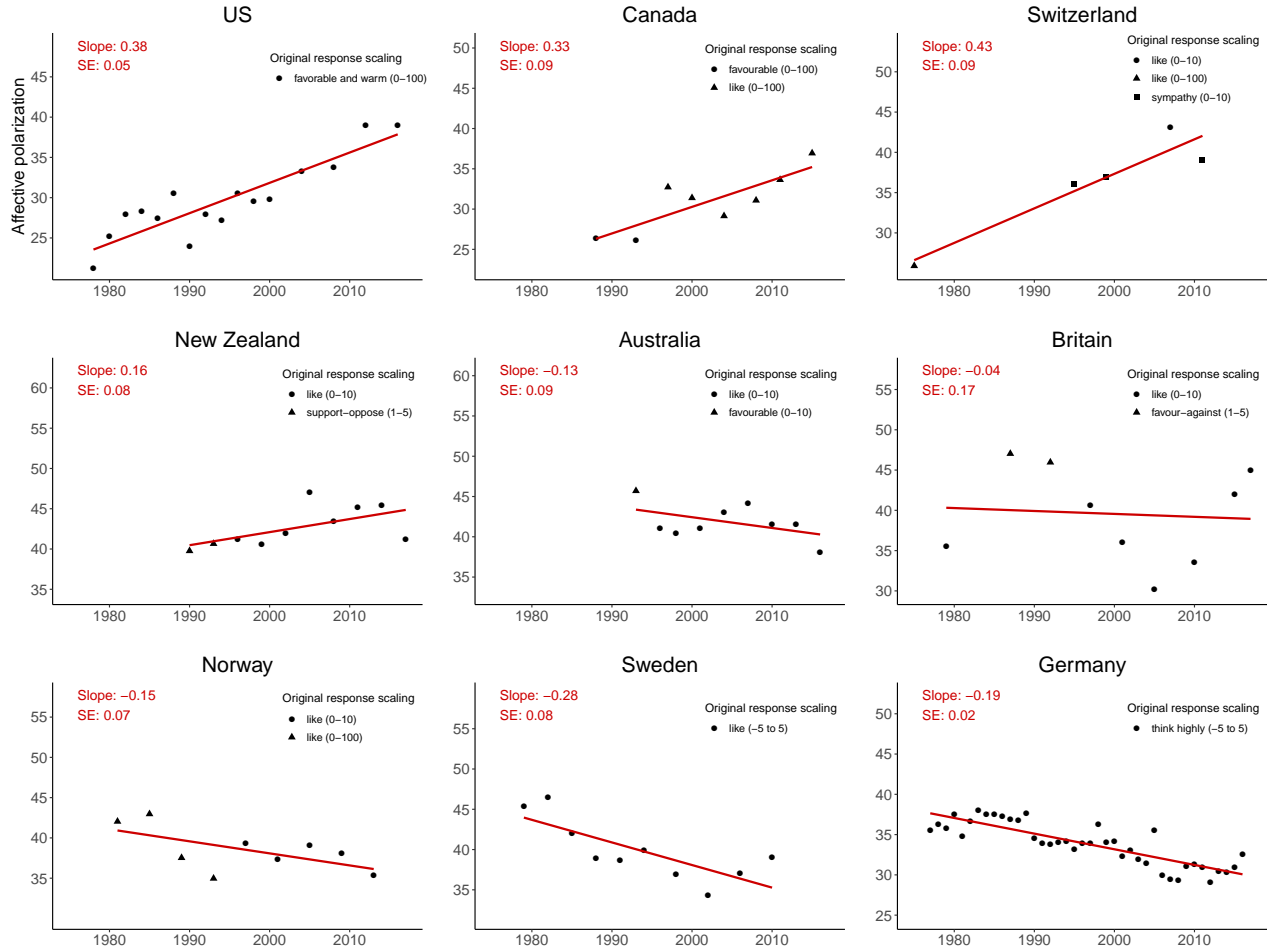 US
Slope: 0.38
SE: 0.05
Original response scaling
favorable and warm (0−100)
Affective polarization
45
40
35
30
25
1980 1990 2000 2010
Canada
Slope: 0.33
SE: 0.09
Original response scaling
favourable (0−100)
like (0−100)
50
45
40
35
30
25
1980 1990 2000 2010
Switzerland
Slope: 0.43
SE: 0.09
Original response scaling
like (0−10)
like (0−100)
sympathy (0−10)
50
45
40
35
30
1980 1990 2000 2010
New Zealand
Slope: 0.16
SE: 0.08
Original response scaling
like (0−10)
support−oppose (1−5)
60
55
50
45
40
35
1980 1990 2000 2010
Australia
Slope: −0.13
SE: 0.09
Original response scaling
like (0−10)
favourable (0−10)
60
55
50
45
40
35
1980 1990 2000 2010
Britain
Slope: −0.04
SE: 0.17
Original response scaling
like (0−10)
favour−against (1−5)
55
50
45
40
35
30
1980 1990 2000 2010
Norway
Slope: −0.15
SE: 0.07
Original response scaling
like (0−10)
like (0−100)
55
50
45
40
35
1980 1990 2000 2010
Sweden
Slope: −0.28
SE: 0.08
Original response scaling
like (−5 to 5)
55
50
45
40
35
1980 1990 2000 2010
Germany
Slope: −0.19
SE: 0.02
Original response scaling
think highly (−5 to 5)
50
45
40
35
30
25
1980 1990 2000 2010